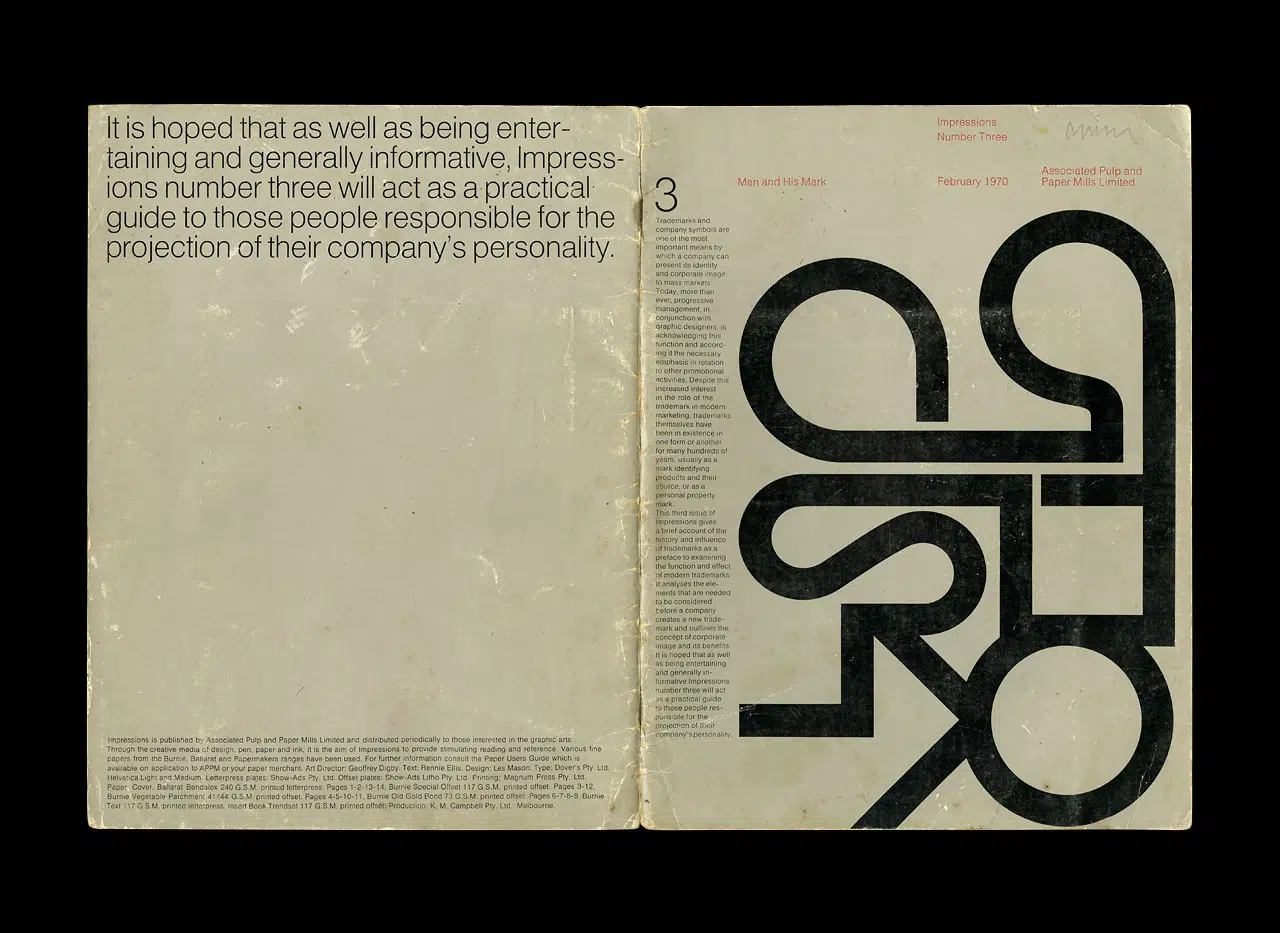 It is hoped that as well as being enter-
taining and generally informative, Impress-
ions number three will act as a practical
guide to those people responsible for the
projection of their company's personality.
Impressions is published by Associated Pulp and Paper Mills Limited and distributed periodically to those interested in the graphic arts.
Through the creative media of design, pen, paper and ink, it is the aim of Impressions to provide stimulating reading and reference. Various fine
papers from the Burnie, Ballarat and Papermakers ranges have been used. For further information consult the Paper Users Guide which is
available on application to APPM or your paper merchant. Art Director: Geoffrey Digby. Text: Rennie Ellis. Design: Les Mason. Type: Dover's Pty. Ltd.
Helvetica Light and Medium. Letterpress plates: Show-Ads Pty. Ltd. Offset plates: Show-Ads Litho Pty. Ltd. Printing: Magnum Press Pty. Ltd.
Paper: Cover. Ballarat Bendalex 240 G.S.M. printed letterpress. Pages 1-2-13-14, Burnie Special Offset 117 G.S.M. printed offset. Pages 3-12,
Burnie Vegetable Parchment 41/44 G.S.M. printed offset. Pages 4-5-10-11, Burnie Old Gold Bond 73 G.S.M. printed offset. Pages 6-7-8-9, Burnie
Text 117 G.S.M. printed letterpress. Insert Book Trendset 117 G.S.M. printed offset. Production: K. M. Campbell Pty. Ltd. Melbourne.
Impressions
Number Three
Man and His Mark
February 1970
Associated Pulp and
Paper Mills Limited
3
Trademarks and
company symbols are
one of the most
important means by
which a company can
present its identity
and corporate image
to mass markets.
Today, more than
ever, progressive
management, in
conjunction with
graphic designers, is
acknowledging this
function and accord-
ing it the necessary
emphasis in relation
to other promotional
activities. Despite this
increased interest
in the role of the
trademark in modern
marketing, trademarks
themselves have
been in existence in
one form or another
for many hundreds of
years, usually as a
mark identifying
products and their
source, or as a
personal property
mark.
This third issue of
Impressions gives
a brief account of the
history and influence
of trademarks as a
preface to examining
the function and effect
of modern trademarks.
It analyses the ele-
ments that are needed
to be considered
before a company
creates a new trade-
mark and outlines the
concept of corporate
image and its benefits.
It is hoped that as well
as being entertaining
and generally in-
formative Impressions
number three will act
as a practical guide
to those people res-
ponsible for the
projection of their
company's personality.